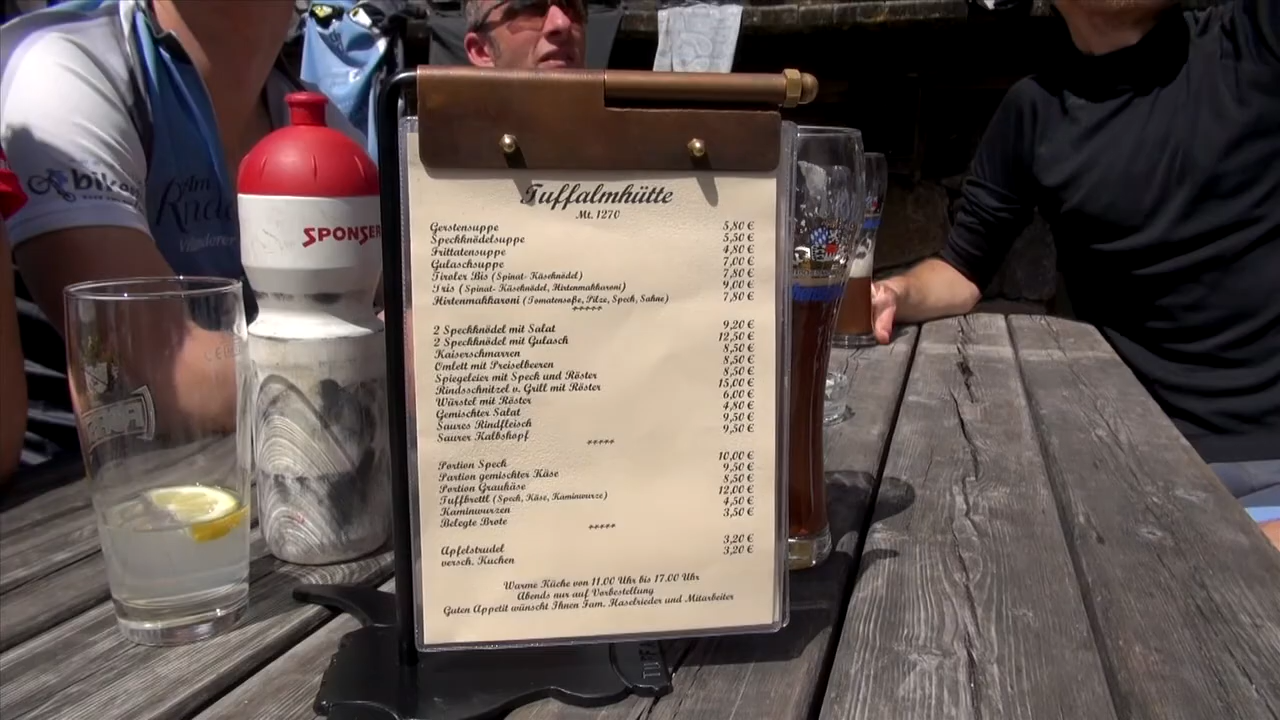 Tuffalmhütte
Mt. 1270
Gerstensuppe 5,80 €
Speckknödelsuppe 5,50 €
Frittatensuppe 4,80 €
Gulaschsuppe 7,00 €
Tiroler Bis (Spinat- Käseknödel) 7,80 €
Tris (Spinat- Käseknödel, Hirtenmakkaroni) 9,00 €
Hirtenmakkaroni (Tomatensoße, Pilze, Speck, Sahne) 7,80 €
*****
2 Speckknödel mit Salat 9,20 €
2 Speckknödel mit Gulasch 12,50 €
Kaiserschmarren 8,50 €
Omlett mit Preiselbeeren 8,50 €
Spiegeleier mit Speck und Röster 8,50 €
Rindsschnitzel v. Grill mit Röster 15,00 €
Würstel mit Röster 6,00 €
Gemischter Salat 4,80 €
Saures Rindfleisch 9,50 €
Saurer Kalbskopf 9,50 €
*****
Portion Speck 10,00 €
Partion gemischter Käse 9,50 €
Portion Graukäse 8,50 €
Tuffbrettl (Speck, Käse, Kaminwurze) 12,00 €
Kaminwurzen 4,50 €
Belegte Brote 3,50 €
*****
Apfelstrudel 3,20 €
versch. Kuchen 3,20 €
Warme Küche von 11.00 Uhr bis 17.00 Uhr
Abends nur auf Vorbestellung
Guten Appetit wünscht Ihnen Fam. Haselrieder und Mitarbeiter
SPONSER
bike
Am